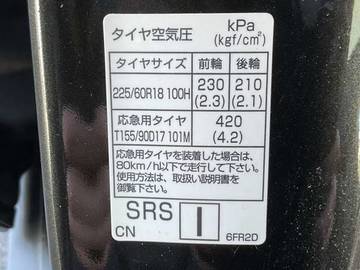 タイヤ空気圧 kPa
(kgf/cm²)
タイヤサイズ 前輪 後輪
225/60R18 100H 230 210
(2.3) (2.1)
応急用タイヤ 420
T155/90D17 101M (4.2)
応急用タイヤを装着した場合は、
80km/h以下で走行して下さい。
使用方法は、取扱い説明書を
御覧下さい。
SRS I
CN 6FR2D